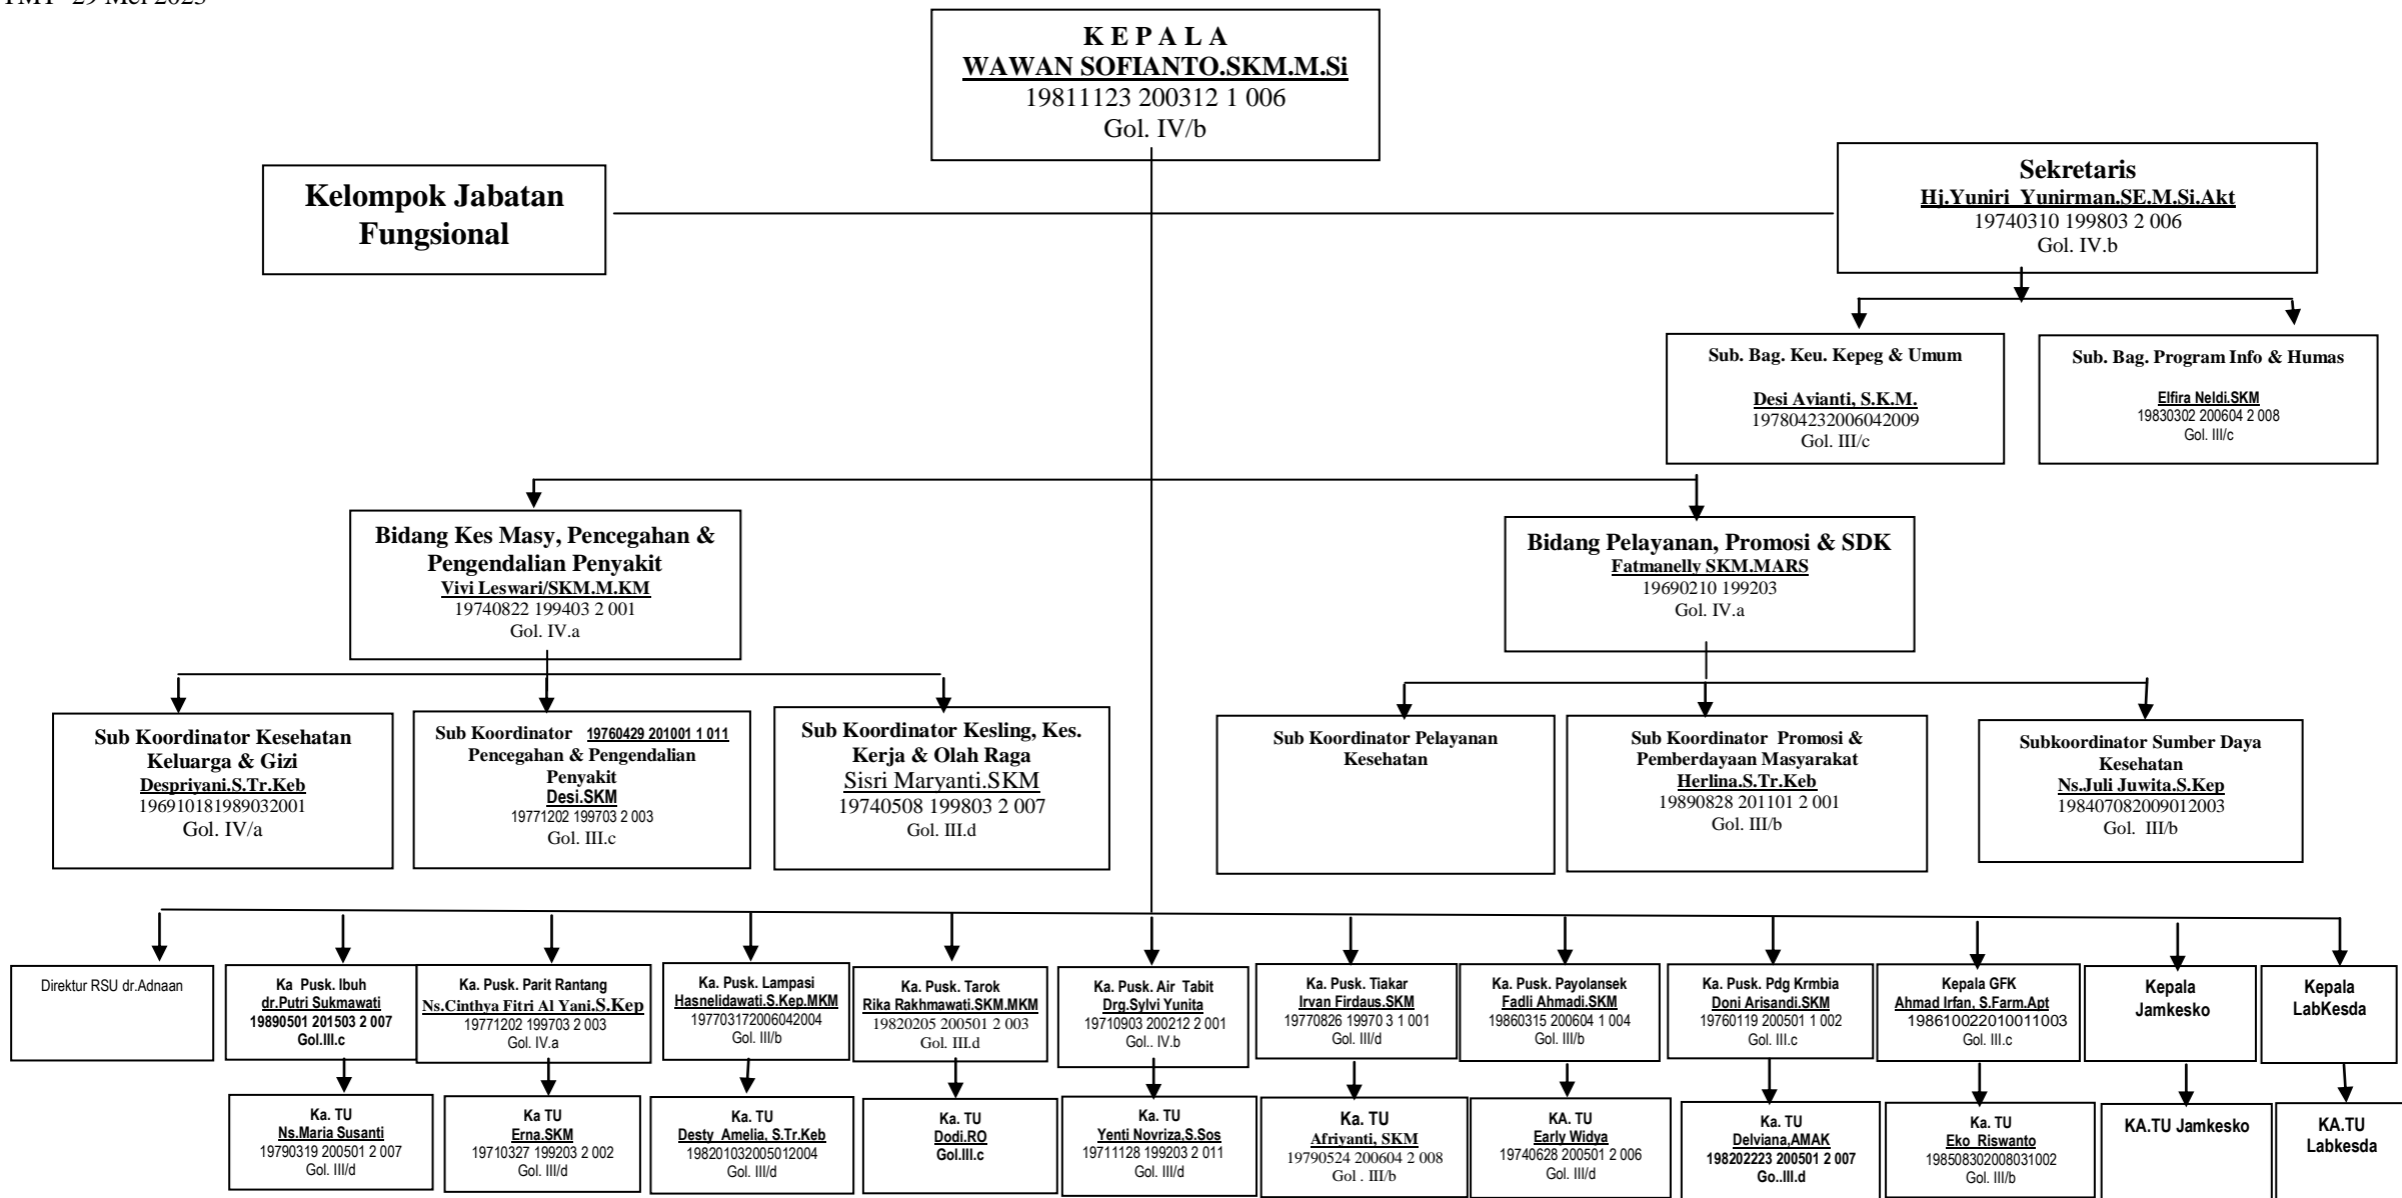 TMT 29 Mei 2023
K E P A L A
WAWAN SOFIANTO.SKM.M.Si
19811123 200312 1 006
Gol. IV/b
Kelompok Jabatan
Fungsional
Sekretaris
Hj.Yuniri Yunirman.SE.M.Si.Akt
19740310 199803 2 006
Gol. IV.b
Sub. Bag. Keu. Kepeg & Umum
Desi Avianti, S.K.M.
197804232006042009
Gol. III/c
Sub. Bag. Program Info & Humas
Elfira Neldi.SKM
19830302 200604 2 008
Gol. III/c
Bidang Kes Masy, Pencegahan &
Pengendalian Penyakit
Vivi Leswari/SKM.M.KM
19740822 199403 2 001
Gol. IV.a
Bidang Pelayanan, Promosi & SDK
Fatmanelly SKM.MARS
19690210 199203
Gol. IV.a
Sub Koordinator Kesehatan
Keluarga & Gizi
Despriyani.S.Tr.Keb
196910181989032001
Gol. IV/a
Sub Koordinator 19760429 201001 1 011
Pencegahan & Pengendalian
Penyakit
Desi.SKM
19771202 199703 2 003
Gol. III.c
Sub Koordinator Kesling, Kes.
Kerja & Olah Raga
Sisri Maryanti.SKM
19740508 199803 2 007
Gol. III.d
Sub Koordinator Pelayanan
Kesehatan
Sub Koordinator Promosi &
Pemberdayaan Masyarakat
Herlina.S.Tr.Keb
19890828 201101 2 001
Gol. III/b
Subkoordinator Sumber Daya
Kesehatan
Ns.Juli Juwita.S.Kep
198407082009012003
Gol. III/b
Direktur RSU dr.Adnaan
Ka Pusk. Ibuh
dr.Putri Sukmawati
19890501 201503 2 007
Gol.III.c
Ka. Pusk. Parit Rantang
Ns.Cinthya Fitri Al Yani.S.Kep
19771202 199703 2 003
Gol. IV.a
Ka. Pusk. Lampasi
Hasnelidawati.S.Kep.MKM
197703172006042004
Gol. III/b
Ka. Pusk. Tarok
Rika Rakhmawati.SKM.MKM
19820205 200501 2 003
Gol. III.d
Ka. Pusk. Air Tabit
Drg.Sylvi Yunita
19710903 200212 2 001
Gol.. IV.b
Ka. Pusk. Tiakar
Irvan Firdaus.SKM
19770826 19970 3 1 001
Gol. III/d
Ka. Pusk. Payolansek
Fadli Ahmadi.SKM
19860315 200604 1 004
Gol. III/b
Ka. Pusk. Pdg Krmbia
Doni Arisandi.SKM
19760119 200501 1 002
Gol. III.c
Kepala GFK
Ahmad Irfan, S.Farm.Apt
198610022010011003
Gol. III.c
Kepala
Jamkesko
Kepala
LabKesda
Ka. TU
Ns.Maria Susanti
19790319 200501 2 007
Gol. III/d
Ka TU
Erna.SKM
19710327 199203 2 002
Gol. III/d
Ka. TU
Desty Amelia, S.Tr.Keb
198201032005012004
Gol. III/d
Ka. TU
Dodi.RO
Gol.III.c
Ka. TU
Yenti Novriza,S.Sos
19711128 199203 2 011
Gol. III/d
Ka. TU
Afriyanti, SKM
19790524 200604 2 008
Gol . III/b
KA. TU
Early Widya
19740628 200501 2 006
Gol. III/d
Ka. TU
Delviana,AMAK
198202223 200501 2 007
Go..III.d
Ka. TU
Eko Riswanto
198508302008031002
Gol. III/b
KA.TU Jamkesko
KA.TU
Labkesda